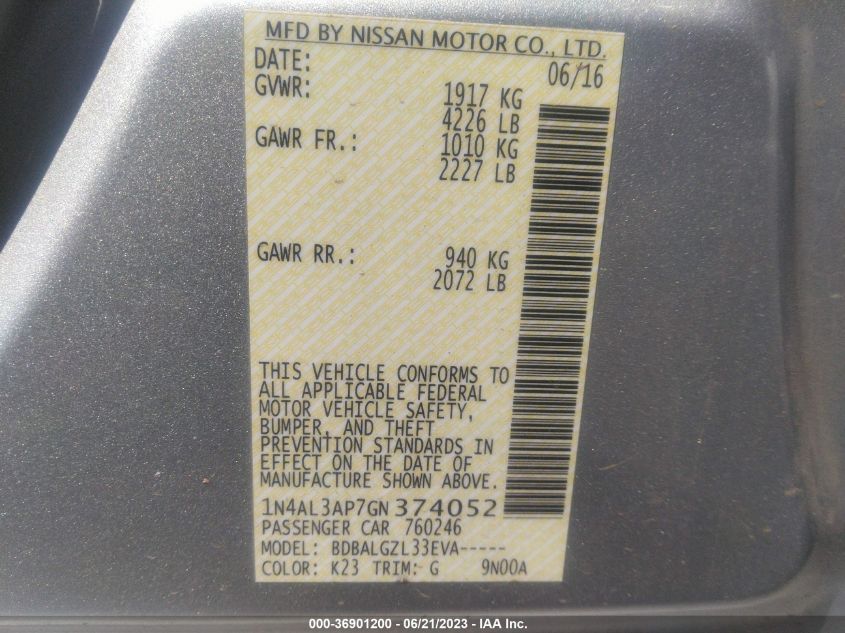 MFD BY NISSAN MOTOR CO., LTD.
DATE: 06/16
GVWR: 1917 KG
4226 LB
GAWR FR.: 1010 KG
2227 LB
GAWR RR.: 940 KG
2072 LB
THIS VEHICLE CONFORMS TO
ALL APPLICABLE FEDERAL
MOTOR VEHICLE SAFETY,
BUMPER, AND THEFT
PREVENTION STANDARDS IN
EFFECT ON THE DATE OF
MANUFACTURE SHOWN ABOVE.
1N4AL3AP7GN374052
PASSENGER CAR 760246
MODEL: BDBALGZL33EVA-----
COLOR: K23 TRIM: G 9N00A
000-36901200 - 06/21/2023 - IAA Inc.